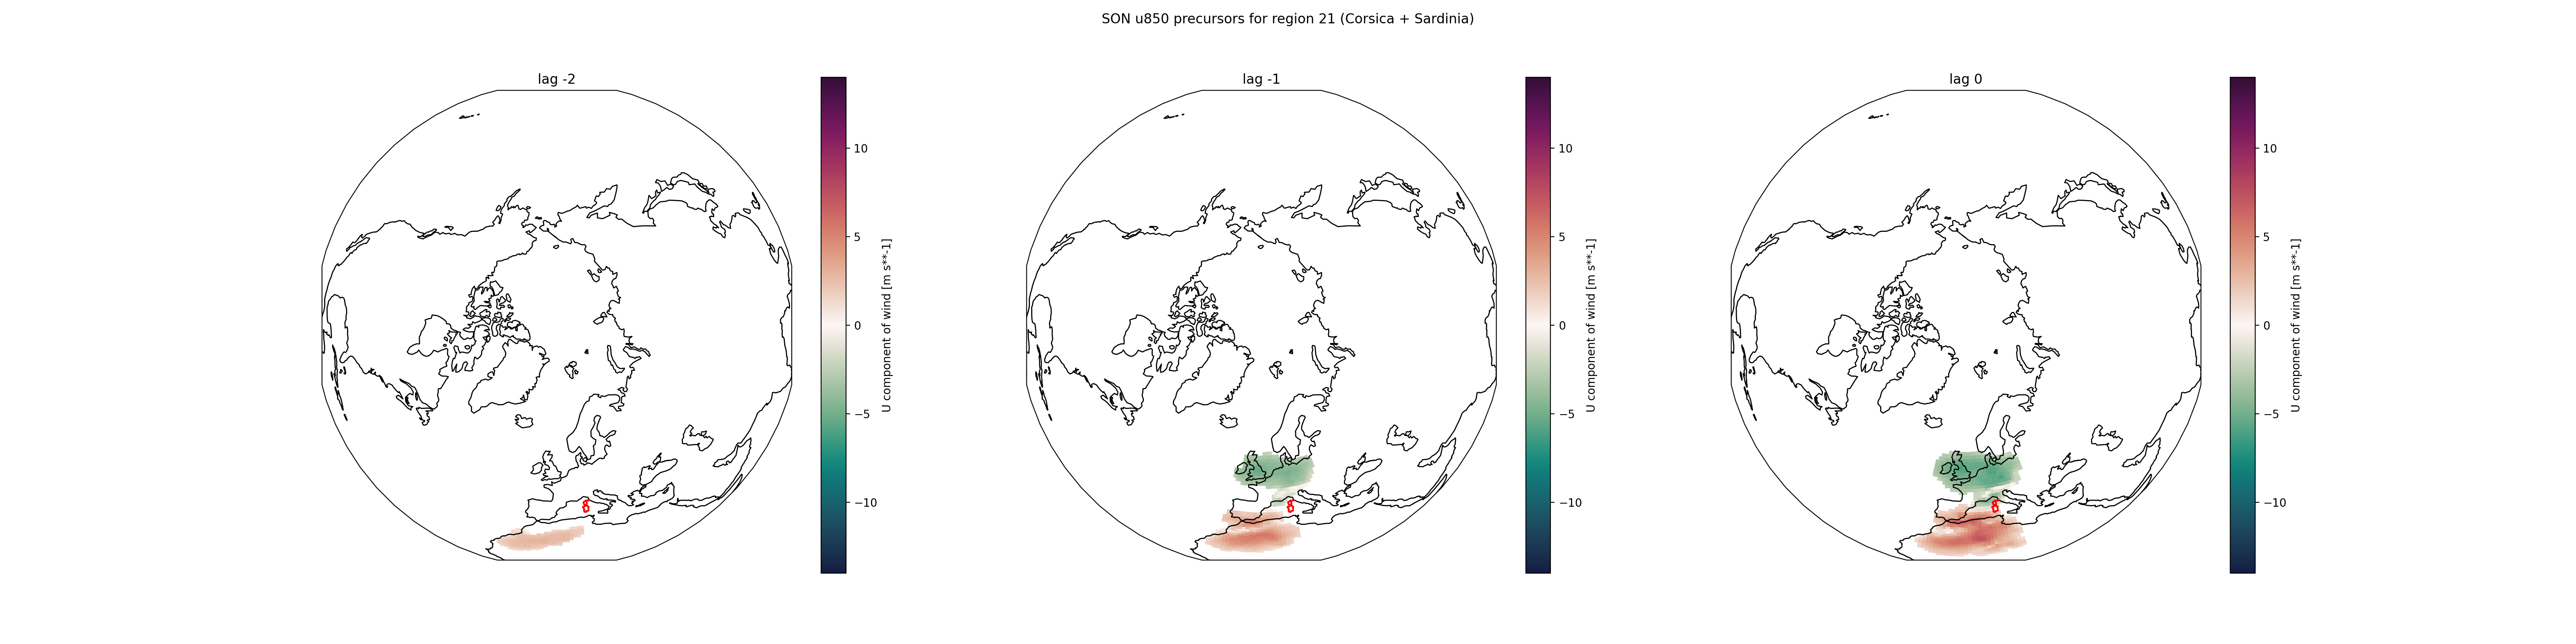 SON u850 precursors for region 21 (Corsica + Sardinia)
lag -2
10
5
0
−5
−10
U component of wind [m s**-1]
lag -1
10
5
0
−5
−10
U component of wind [m s**-1]
lag 0
10
5
0
−5
−10
U component of wind [m s**-1]